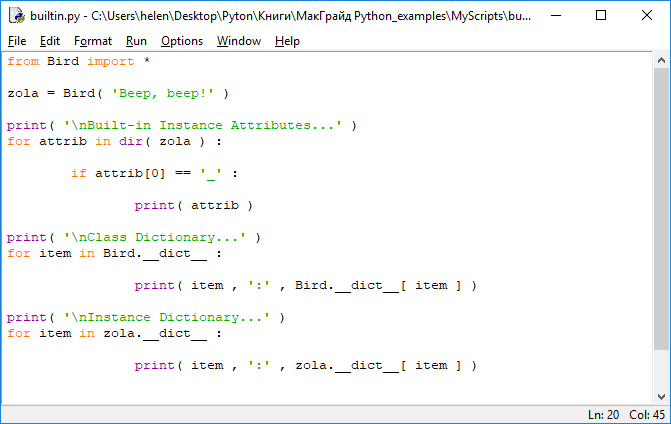 builtin.py - C:\Users\helen\Desktop\Pyton\Книги\МакГрайд Python_examples\MyScripts\bu...
File Edit Format Run Options Window Help
from Bird import *
zola = Bird( 'Beep, beep!' )
print( '\nBuilt-in Instance Attributes...' )
for attrib in dir( zola ) :
if attrib[0] == '_' :
print( attrib )
print( '\nClass Dictionary...' )
for item in Bird.__dict__ :
print( item , ':' , Bird.__dict__[ item ] )
print( '\nInstance Dictionary...' )
for item in zola.__dict__ :
print( item , ':' , zola.__dict__[ item ] )
Ln: 20 Col: 45